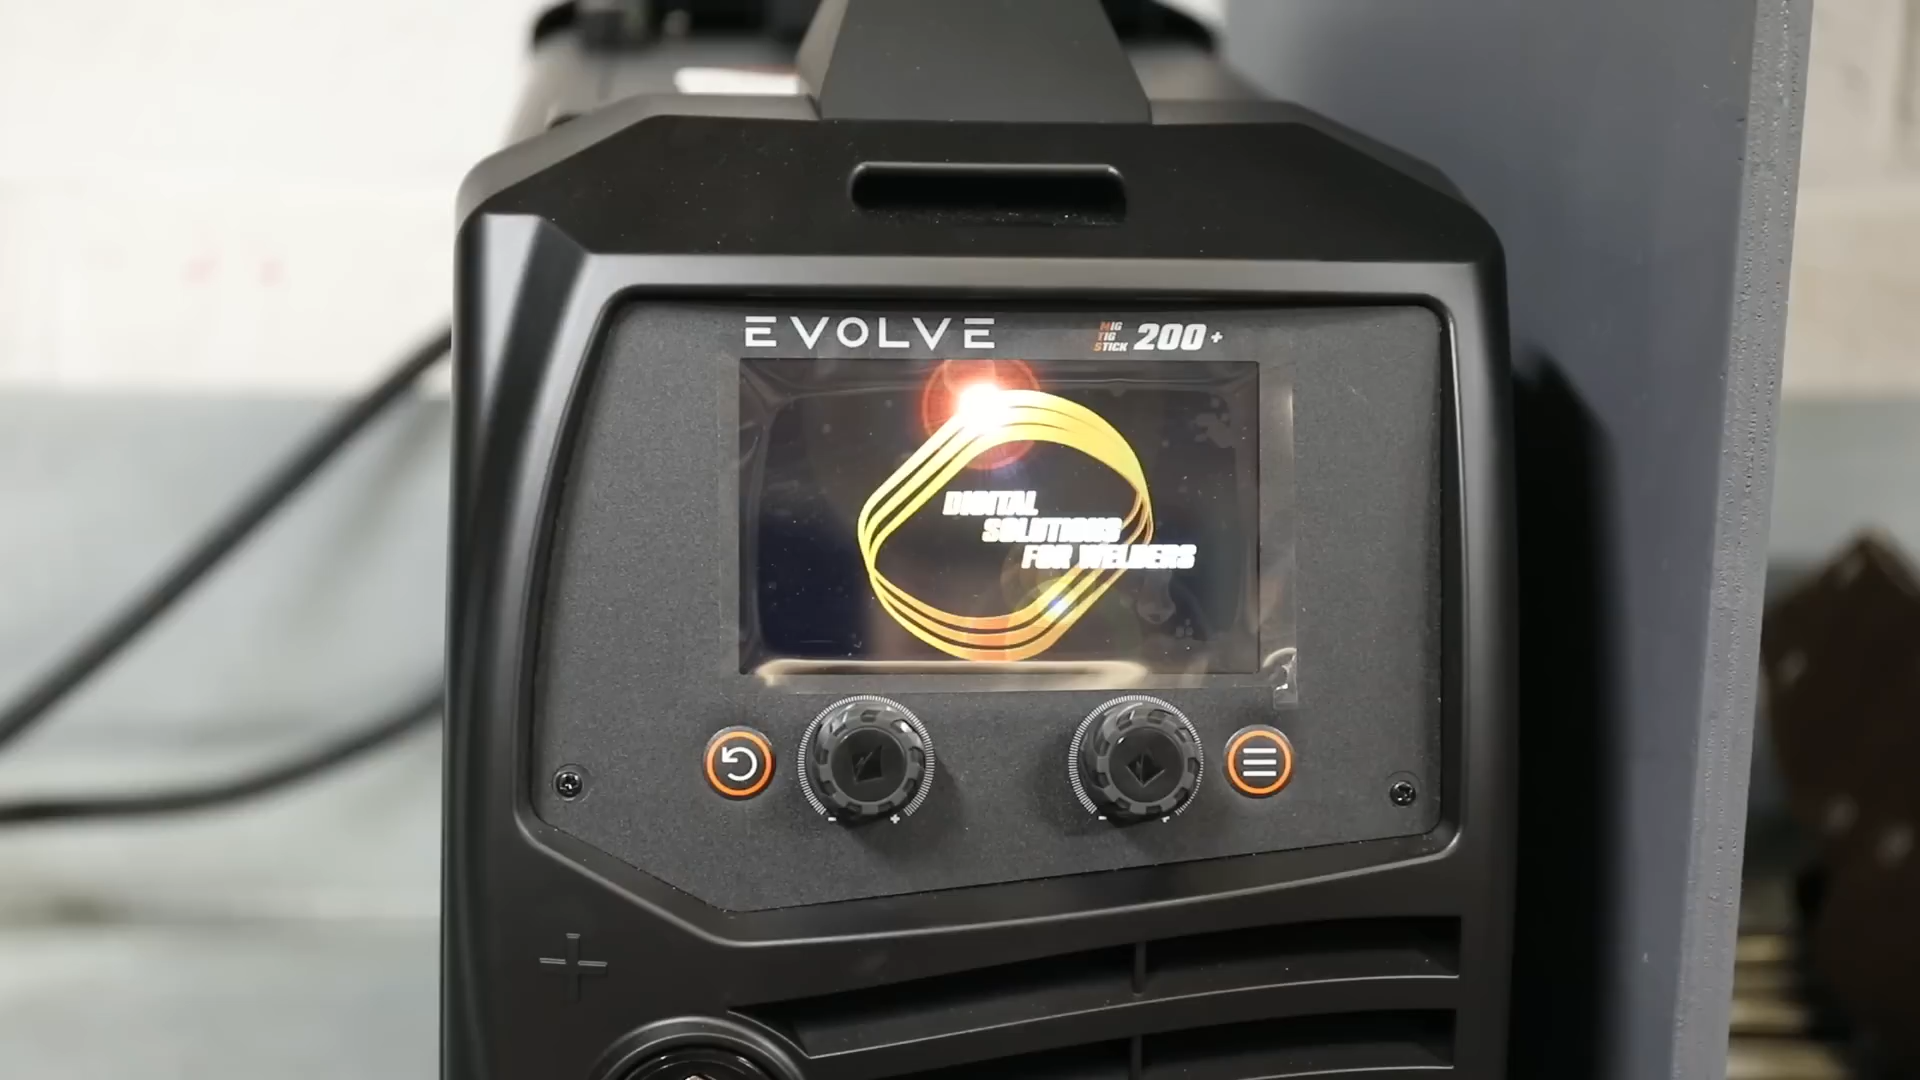 EVOLVE
MIG
TIG
STICK
200+
DIGITAL
SOLUTIONS
FOR WELDERS
- +
- +